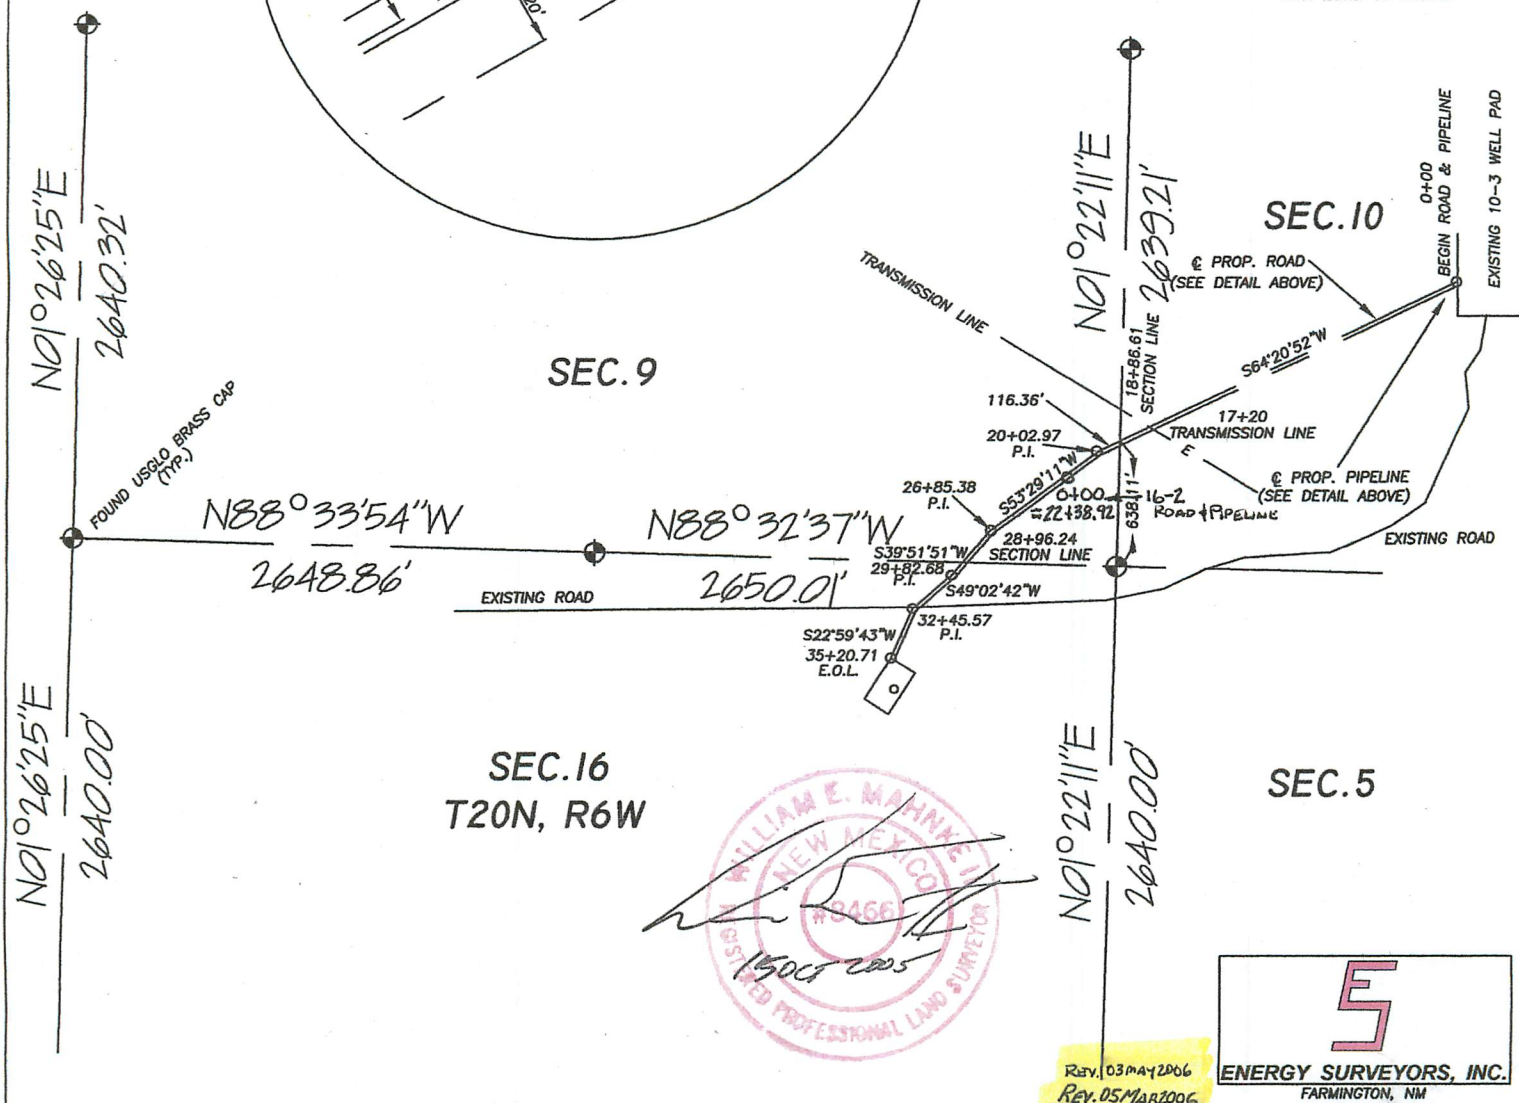 20'
N01°26'25"E
2640.32'
N01°22'11"E
2639.21'
SEC.10
0+00
BEGIN ROAD & PIPELINE
EXISTING 10-3 WELL PAD
℄ PROP. ROAD
(SEE DETAIL ABOVE)
TRANSMISSION LINE
18+86.61
SECTION LINE
S64°20'52"W
SEC.9
116.36'
17+20
TRANSMISSION LINE
E
20+02.97
P.I.
FOUND USGLO BRASS CAP
(TYP.)
℄ PROP. PIPELINE
(SEE DETAIL ABOVE)
S53°29'11"W
26+85.38
P.I.
0+00 16-2
=22+38.92 ROAD & PIPELINE
638.11'
N88°33'54"W
2648.86'
N88°32'37"W
2650.01'
28+96.24
SECTION LINE
EXISTING ROAD
S39°51'51"W
29+82.68
P.I.
S49°02'42"W
EXISTING ROAD
32+45.57
P.I.
S22°59'43"W
35+20.71
E.O.L.
N01°26'25"E
2640.00'
SEC.16
T20N, R6W
N01°22'11"E
2640.00'
SEC.5
WILLIAM E. MAHNKE II
NEW MEXICO
#8466
REGISTERED PROFESSIONAL LAND SURVEYOR
OCT 2005
REV. 03MAY2006
REV. 05MAR2006
ES
ENERGY SURVEYORS, INC.
FARMINGTON, NM